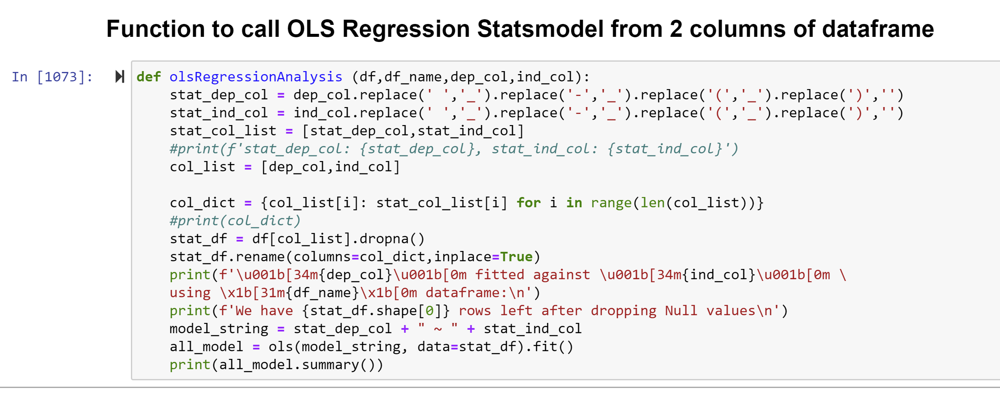 Function to call OLS Regression Statsmodel from 2 columns of dataframe
In [1073]:
def olsRegressionAnalysis (df,df_name,dep_col,ind_col):
    stat_dep_col = dep_col.replace(' ','_').replace('-','_').replace('(','_').replace(')','')
    stat_ind_col = ind_col.replace(' ','_').replace('-','_').replace('(','_').replace(')','')
    stat_col_list = [stat_dep_col,stat_ind_col]
    #print(f'stat_dep_col: {stat_dep_col}, stat_ind_col: {stat_ind_col}')
    col_list = [dep_col,ind_col]

    col_dict = {col_list[i]: stat_col_list[i] for i in range(len(col_list))}
    #print(col_dict)
    stat_df = df[col_list].dropna()
    stat_df.rename(columns=col_dict,inplace=True)
    print(f'\u001b[34m{dep_col}\u001b[0m fitted against \u001b[34m{ind_col}\u001b[0m \
    using \x1b[31m{df_name}\x1b[0m dataframe:\n')
    print(f'We have {stat_df.shape[0]} rows left after dropping Null values\n')
    model_string = stat_dep_col + " ~ " + stat_ind_col
    all_model = ols(model_string, data=stat_df).fit()
    print(all_model.summary())